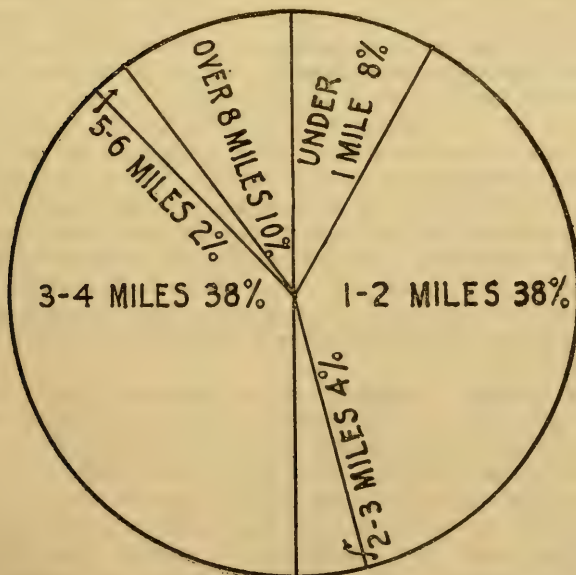 UNDER
1 MILE 8%
1-2 MILES 38%
2-3 MILES 4%
3-4 MILES 38%
5-6 MILES 2%
OVER 8 MILES 10%